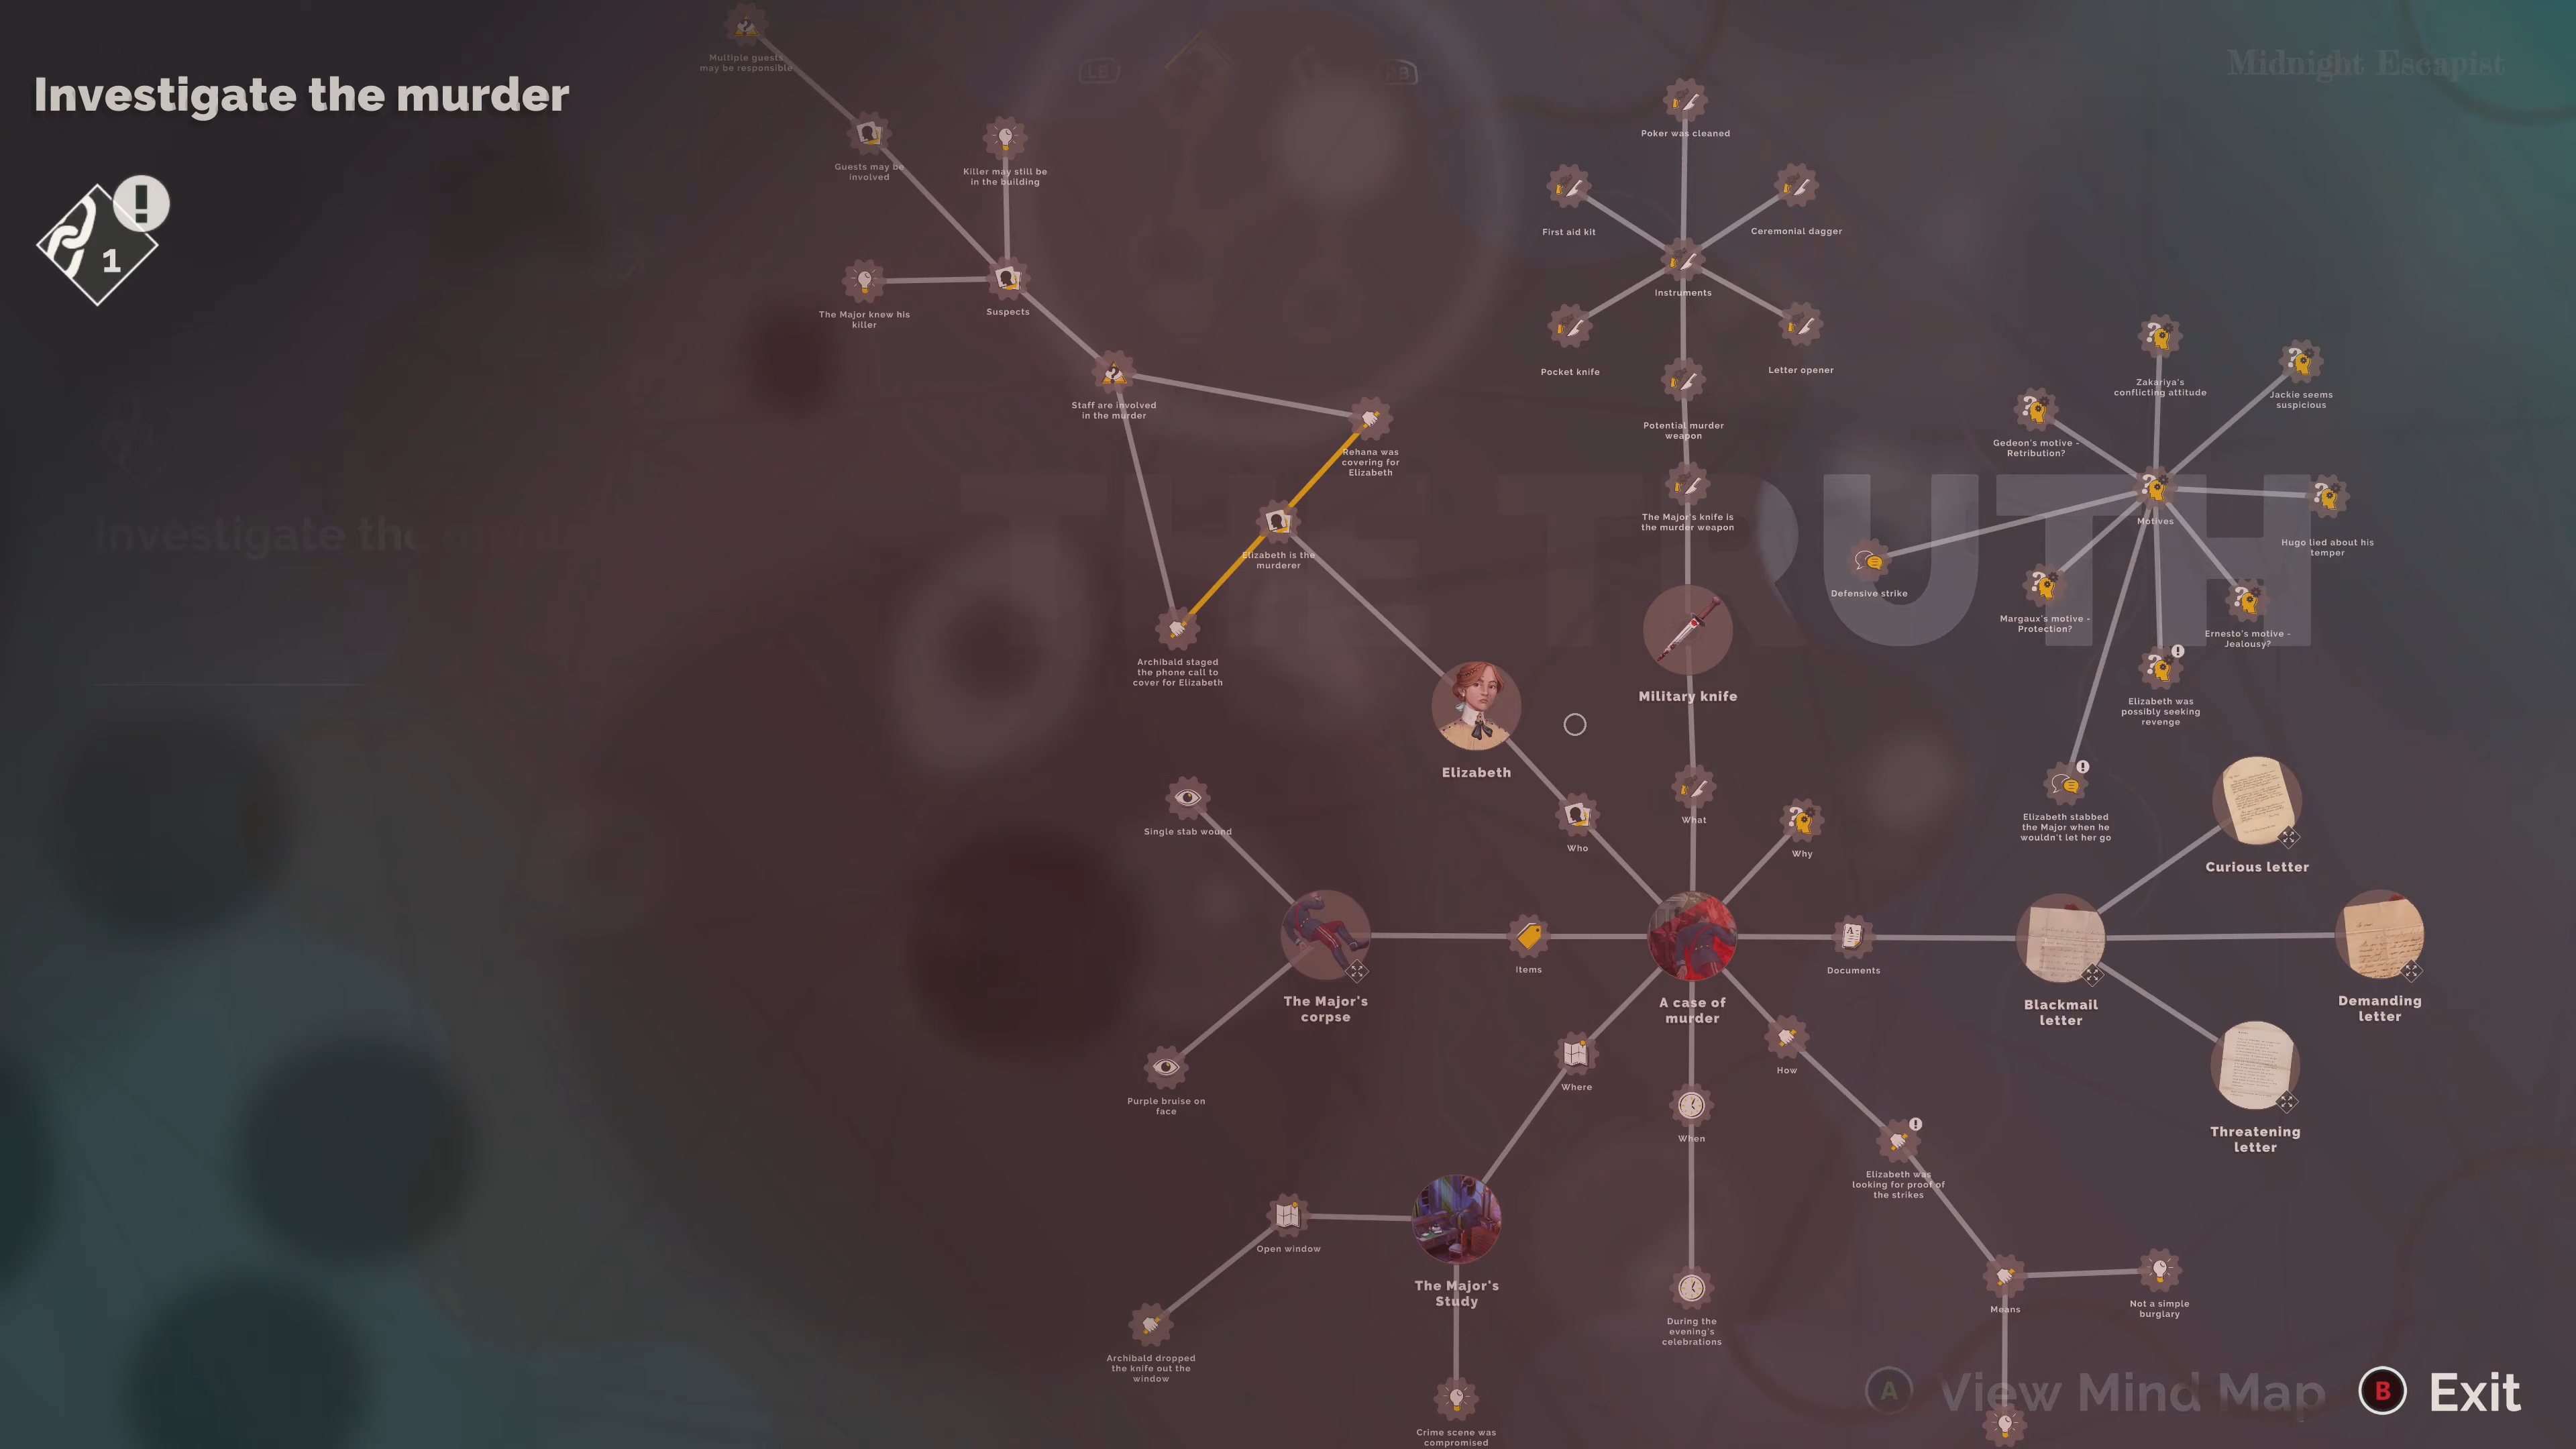 Multiple guests
may be responsible
LB
RB
Midnight Escapist
Investigate the murder
1
Guests may be
involved
Killer may still be
in the building
Poker was cleaned
First aid kit
Ceremonial dagger
Instruments
The Major knew his
killer
Suspects
Pocket knife
Letter opener
Staff are involved
in the murder
Zakariya's
conflicting attitude
Jackie seems
suspicious
Potential murder
weapon
Gedeon's motive -
Retribution?
Rehana was
covering for
Elizabeth
The Major's knife is
the murder weapon
Motives
THE TRUTH
Investigate the
Elizabeth is the
murderer
Hugo lied about his
temper
Defensive strike
Margaux's motive -
Protection?
Ernesto's motive -
Jealousy?
Archibald staged
the phone call to
cover for Elizabeth
Military knife
Elizabeth was
possibly seeking
revenge
Elizabeth
Single stab wound
What
Who
Why
Elizabeth stabbed
the Major when he
wouldn't let her go
Curious letter
Items
Documents
The Major's
corpse
A case of
murder
Blackmail
letter
Demanding
letter
Where
How
Purple bruise on
face
When
Threatening
letter
Elizabeth was
looking for proof of
the strikes
Open window
The Major's
Study
During the
evening's
celebrations
Means
Not a simple
burglary
Archibald dropped
the knife out the
window
Crime scene was
compromised
A View Mind Map
B Exit